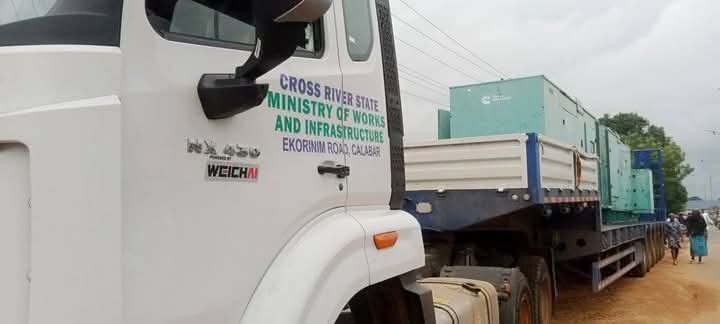 CROSS RIVER STATE
MINISTRY OF WORKS
AND INFRASTRUCTURE
EKORINIM ROAD, CALABAR
NX 450
POWERED BY
WEICHAI